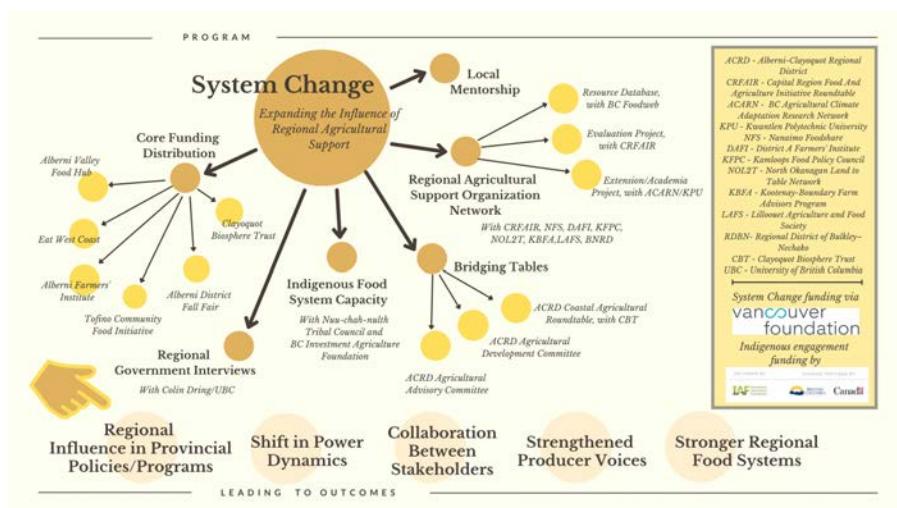 PROGRAM
System Change
Expanding the Influence of
Regional Agricultural
Support
Local
Mentorship
Core Funding
Distribution
Alberni Valley
Food Hub
Eat West Coast
Alberni Farmers'
Institute
Tofino Community
Food Initiative
Alberni District
Fall Fair
Clayoquot
Biosphere Trust
Regional Agricultural
Support Organization
Network
With CRFAIR, NFS, DAFI, KFPC,
NOL2T, KBFA,LAFS, BNRD
Resource Database,
with BC Foodweb
Evaluation Project,
with CRFAIR
Extension/Academia
Project, with ACARN/KPU
Indigenous Food
System Capacity
With Nuu-chah-nulth
Tribal Council and
BC Investment Agriculture
Foundation
Bridging Tables
ACRD Coastal Agricultural
Roundtable, with CBT
ACRD Agricultural
Development Committee
ACRD Agricultural
Advisory Committee
Regional
Government Interviews
With Colin Dring/UBC
ACRD - Alberni-Clayoquot Regional
District
CRFAIR - Capital Region Food And
Agriculture Initiative Roundtable
ACARN - BC Agricultural Climate
Adaptation Research Network
KPU - Kwantlen Polytechnic University
NFS - Nanaimo Foodshare
DAFI - District A Farmers' Institute
KFPC - Kamloops Food Policy Council
NOL2T - North Okanagan Land to
Table Network
KBFA - Kootenay-Boundary Farm
Advisors Program
LAFS - Lillooet Agriculture and Food
Society
RDBN- Regional District of Bulkley-
Nechako
CBT - Clayoquot Biosphere Trust
UBC - University of British Columbia
System Change funding via
vancouver
foundation
Indigenous engagement
funding by
IAF
Canada
Regional
Influence in Provincial
Policies/Programs
Shift in Power
Dynamics
Collaboration
Between
Stakeholders
Strengthened
Producer Voices
Stronger Regional
Food Systems
LEADING TO OUTCOMES